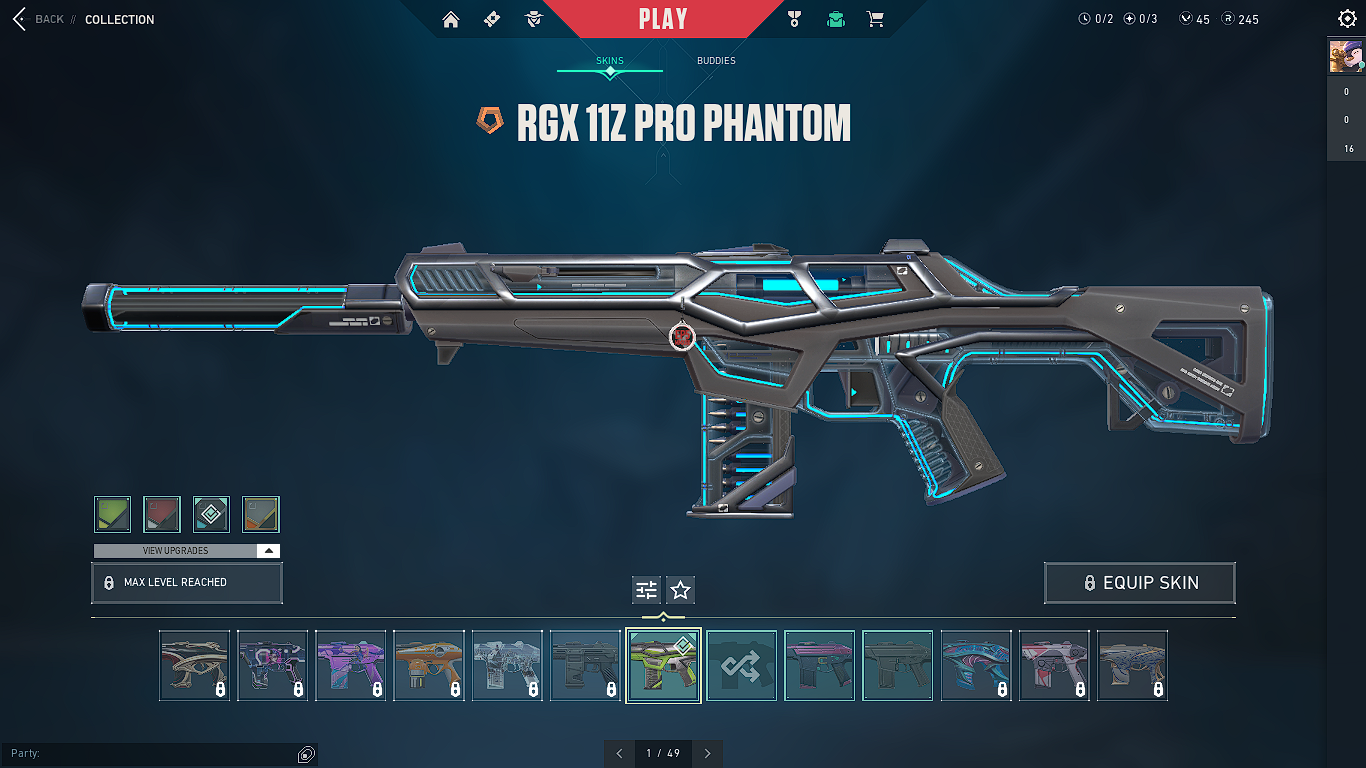 BACK // COLLECTION
PLAY
0/2 0/3 45 245
SKINS BUDDIES
RGX 11Z PRO PHANTOM
0
0
16
VIEW UPGRADES
MAX LEVEL REACHED
EQUIP SKIN
Party:
1 / 49